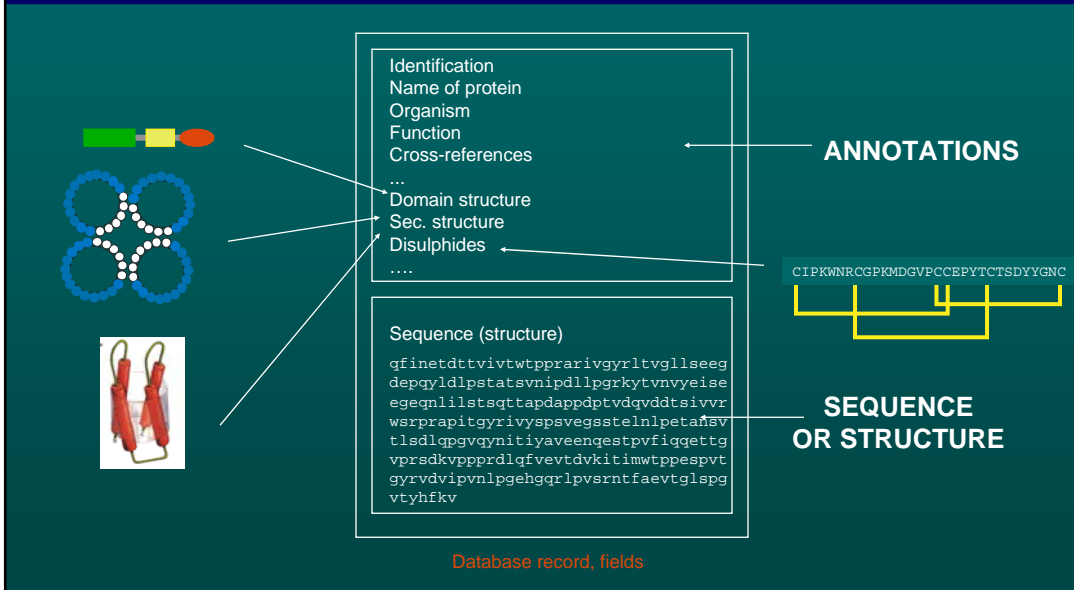 Identification
Name of protein
Organism
Function
Cross-references
...
Domain structure
Sec. structure
Disulphides
....
ANNOTATIONS
CIPKWNRCGPKMDGVPCCEPYTCTSDYYGNC
Sequence (structure)
qfinetdttvivtwtpprarivgyrltvgllseeg
depqyldlpstatsvnipdllpgrkytvnvyeise
egeqnlilstsqttapdappdptvdqvddtsivvr
wsrprapitgyrivyspsvegsstelnlpetansv
tlsdlqpgvqynitiyaveenqestpvfiqqettg
vprsdkvppprdlqfvevtdvkitimwtppespvt
gyrvdvipvnlpgehgqrlpvsrntfaevtglspg
vtyhfkv
SEQUENCE
OR STRUCTURE
Database record, fields